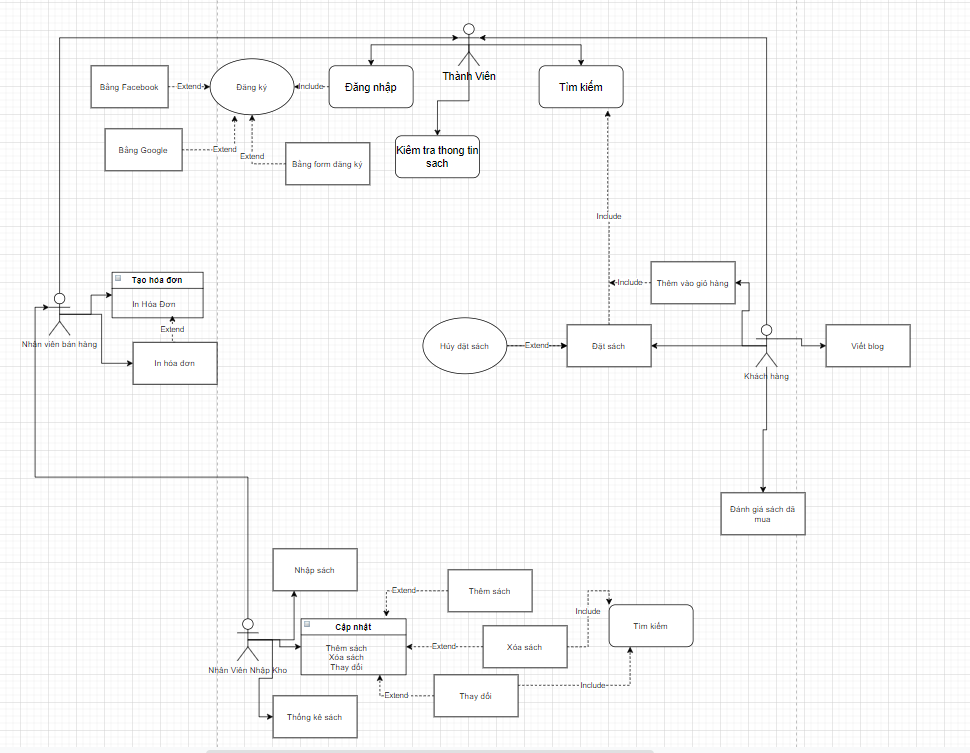 Thành Viên
Bằng Facebook
Extend
Đăng ký
Include
Đăng nhập
Tìm kiếm
Bằng Google
Extend
Extend
Bằng form đăng ký
Kiểm tra thong tin
sach
Include
Tạo hóa đơn
In Hóa Đơn
Extend
In hóa đơn
Nhân viên bán hàng
Include
Thêm vào giỏ hàng
Hủy đặt sách
Extend
Đặt sách
Viết blog
Khách hàng
Đánh giá sách đã
mua
Nhập sách
Extend
Thêm sách
Include
Cập nhật
Thêm sách
Xóa sách
Thay đổi
Extend
Xóa sách
Tìm kiếm
Nhân Viên Nhập Kho
Extend
Thay đổi
Include
Thống kê sách